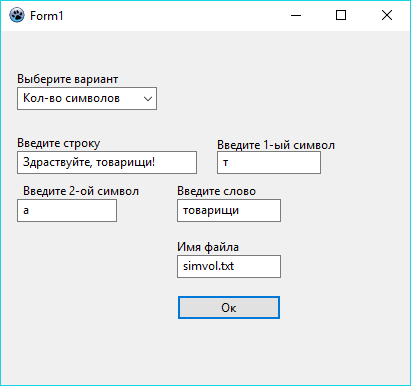 Form1
Выберите вариант
Кол-во символов
Введите строку
Введите 1-ый символ
Здраствуйте, товарищи!
т
Введите 2-ой символ
Введите слово
а
товарищи
Имя файла
simvol.txt
Ок